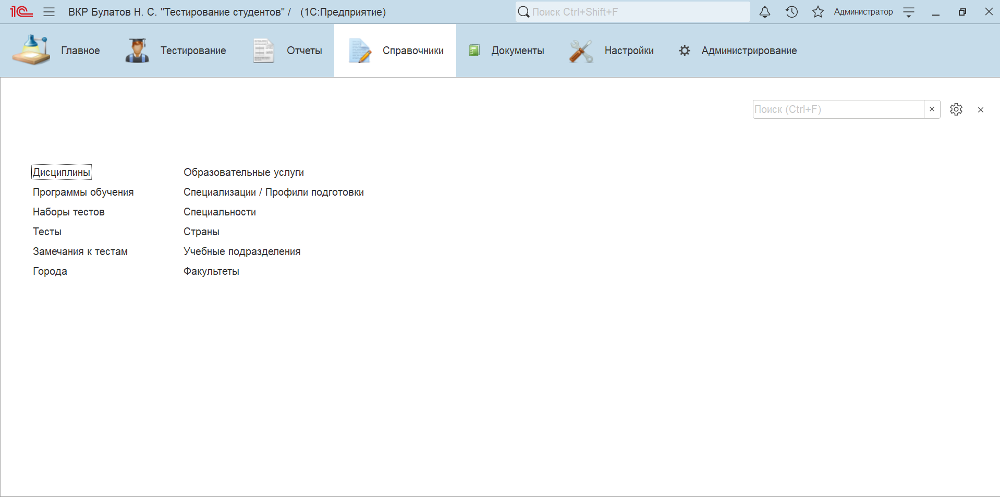 1С ВКР Булатов Н. С. "Тестирование студентов" / (1С:Предприятие) Поиск Ctrl+Shift+F Администратор
Главное Тестирование Отчеты Справочники Документы Настройки Администрирование
Поиск (Ctrl+F)
Дисциплины
Программы обучения
Наборы тестов
Тесты
Замечания к тестам
Города
Образовательные услуги
Специализации / Профили подготовки
Специальности
Страны
Учебные подразделения
Факультеты